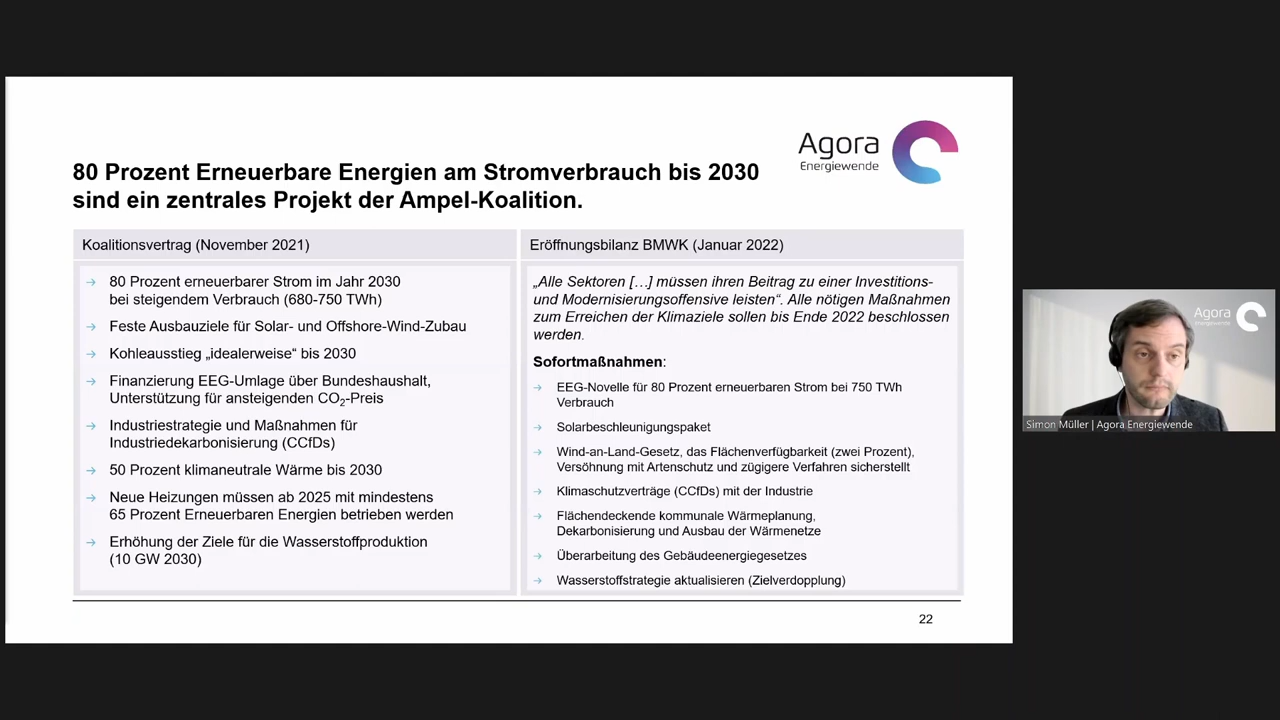 Agora
Energiewende
80 Prozent Erneuerbare Energien am Stromverbrauch bis 2030
sind ein zentrales Projekt der Ampel-Koalition.
Koalitionsvertrag (November 2021)
→ 80 Prozent erneuerbarer Strom im Jahr 2030
bei steigendem Verbrauch (680-750 TWh)
→ Feste Ausbauziele für Solar- und Offshore-Wind-Zubau
→ Kohleausstieg „idealerweise“ bis 2030
→ Finanzierung EEG-Umlage über Bundeshaushalt,
Unterstützung für ansteigenden CO₂-Preis
→ Industriestrategie und Maßnahmen für
Industriedekarbonisierung (CCfDs)
→ 50 Prozent klimaneutrale Wärme bis 2030
→ Neue Heizungen müssen ab 2025 mit mindestens
65 Prozent Erneuerbaren Energien betrieben werden
→ Erhöhung der Ziele für die Wasserstoffproduktion
(10 GW 2030)
Eröffnungsbilanz BMWK (Januar 2022)
„Alle Sektoren […] müssen ihren Beitrag zu einer Investitions-
und Modernisierungsoffensive leisten“. Alle nötigen Maßnahmen
zum Erreichen der Klimaziele sollen bis Ende 2022 beschlossen
werden.
Sofortmaßnahmen:
→ EEG-Novelle für 80 Prozent erneuerbaren Strom bei 750 TWh
Verbrauch
→ Solarbeschleunigungspaket
→ Wind-an-Land-Gesetz, das Flächenverfügbarkeit (zwei Prozent),
Versöhnung mit Artenschutz und zügigere Verfahren sicherstellt
→ Klimaschutzverträge (CCfDs) mit der Industrie
→ Flächendeckende kommunale Wärmeplanung,
Dekarbonisierung und Ausbau der Wärmenetze
→ Überarbeitung des Gebäudeenergiegesetzes
→ Wasserstoffstrategie aktualisieren (Zielverdopplung)
22
Agora
Energiewende
Simon Müller | Agora Energiewende